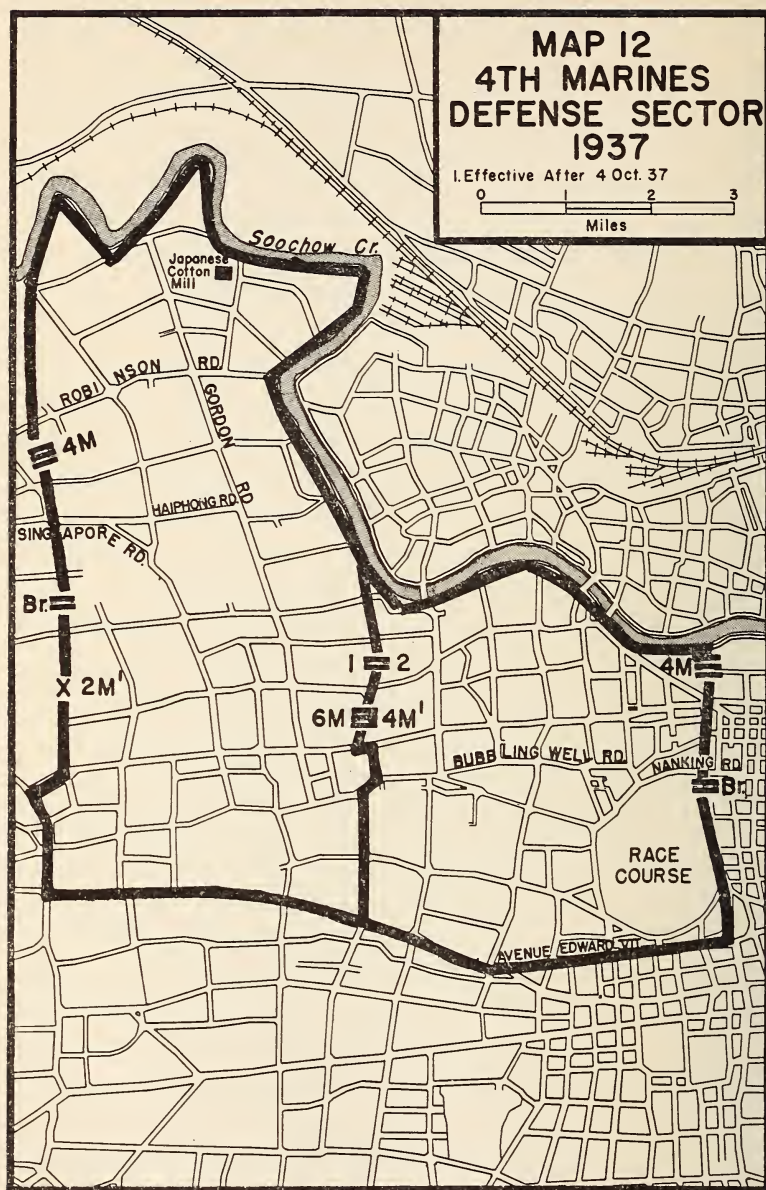 MAP 12
4TH MARINES
DEFENSE SECTOR
1937
1. Effective After 4 Oct. 37
0 1 2 3
Miles
Soochow Cr.
Japanese
Cotton
Mill
ROBINSON RD
GORDON RD
4M
HAIPHONG RD
SINGAPORE RD
Br.
1 2
4M
X 2M¹
6M 4M¹
BUBBLING WELL RD.
NANKING RD
Br.
RACE
COURSE
AVENUE EDWARD VII